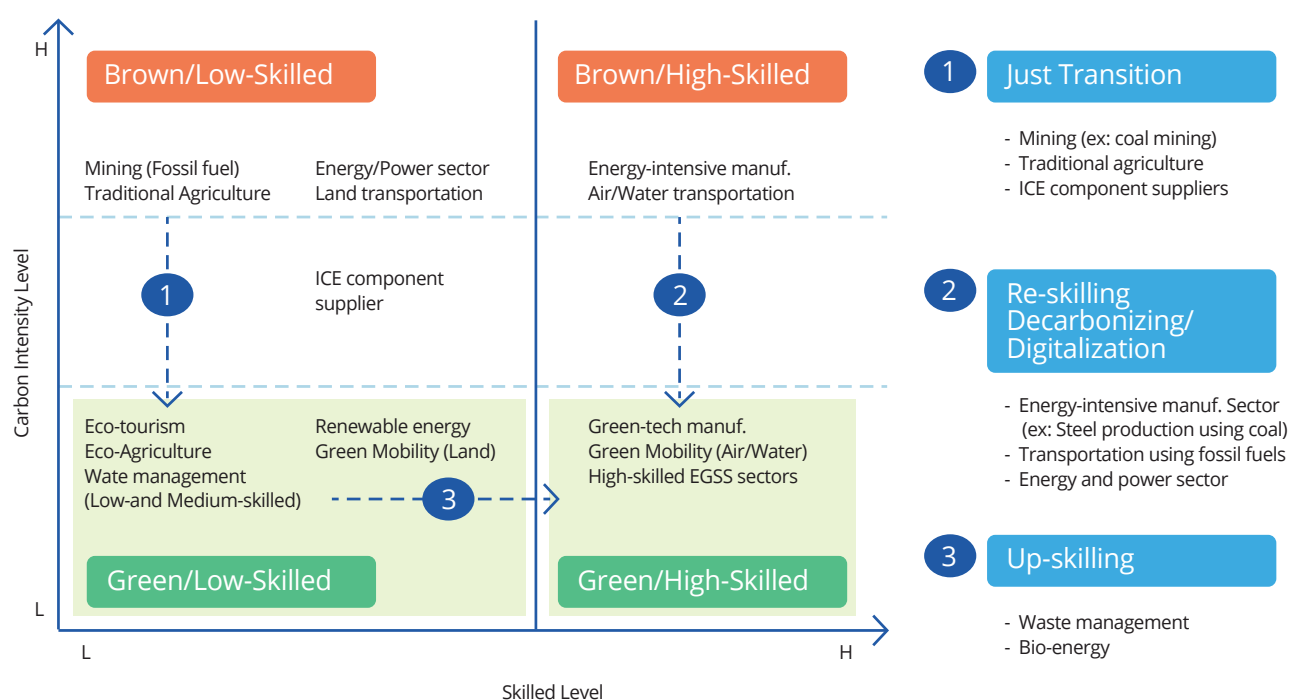 H
Brown/Low-Skilled
Brown/High-Skilled
Mining (Fossil fuel)
Traditional Agriculture
Energy/Power sector
Land transportation
Energy-intensive manuf.
Air/Water transportation
1
ICE component
supplier
2
Carbon Intensity Level
Eco-tourism
Eco-Agriculture
Wate management
(Low-and Medium-skilled)
Renewable energy
Green Mobility (Land)
3
Green-tech manuf.
Green Mobility (Air/Water)
High-skilled EGSS sectors
Green/Low-Skilled
Green/High-Skilled
L
L
H
Skilled Level
1
Just Transition
- Mining (ex: coal mining)
- Traditional agriculture
- ICE component suppliers
2
Re-skilling
Decarbonizing/
Digitalization
- Energy-intensive manuf. Sector
(ex: Steel production using coal)
- Transportation using fossil fuels
- Energy and power sector
3
Up-skilling
- Waste management
- Bio-energy